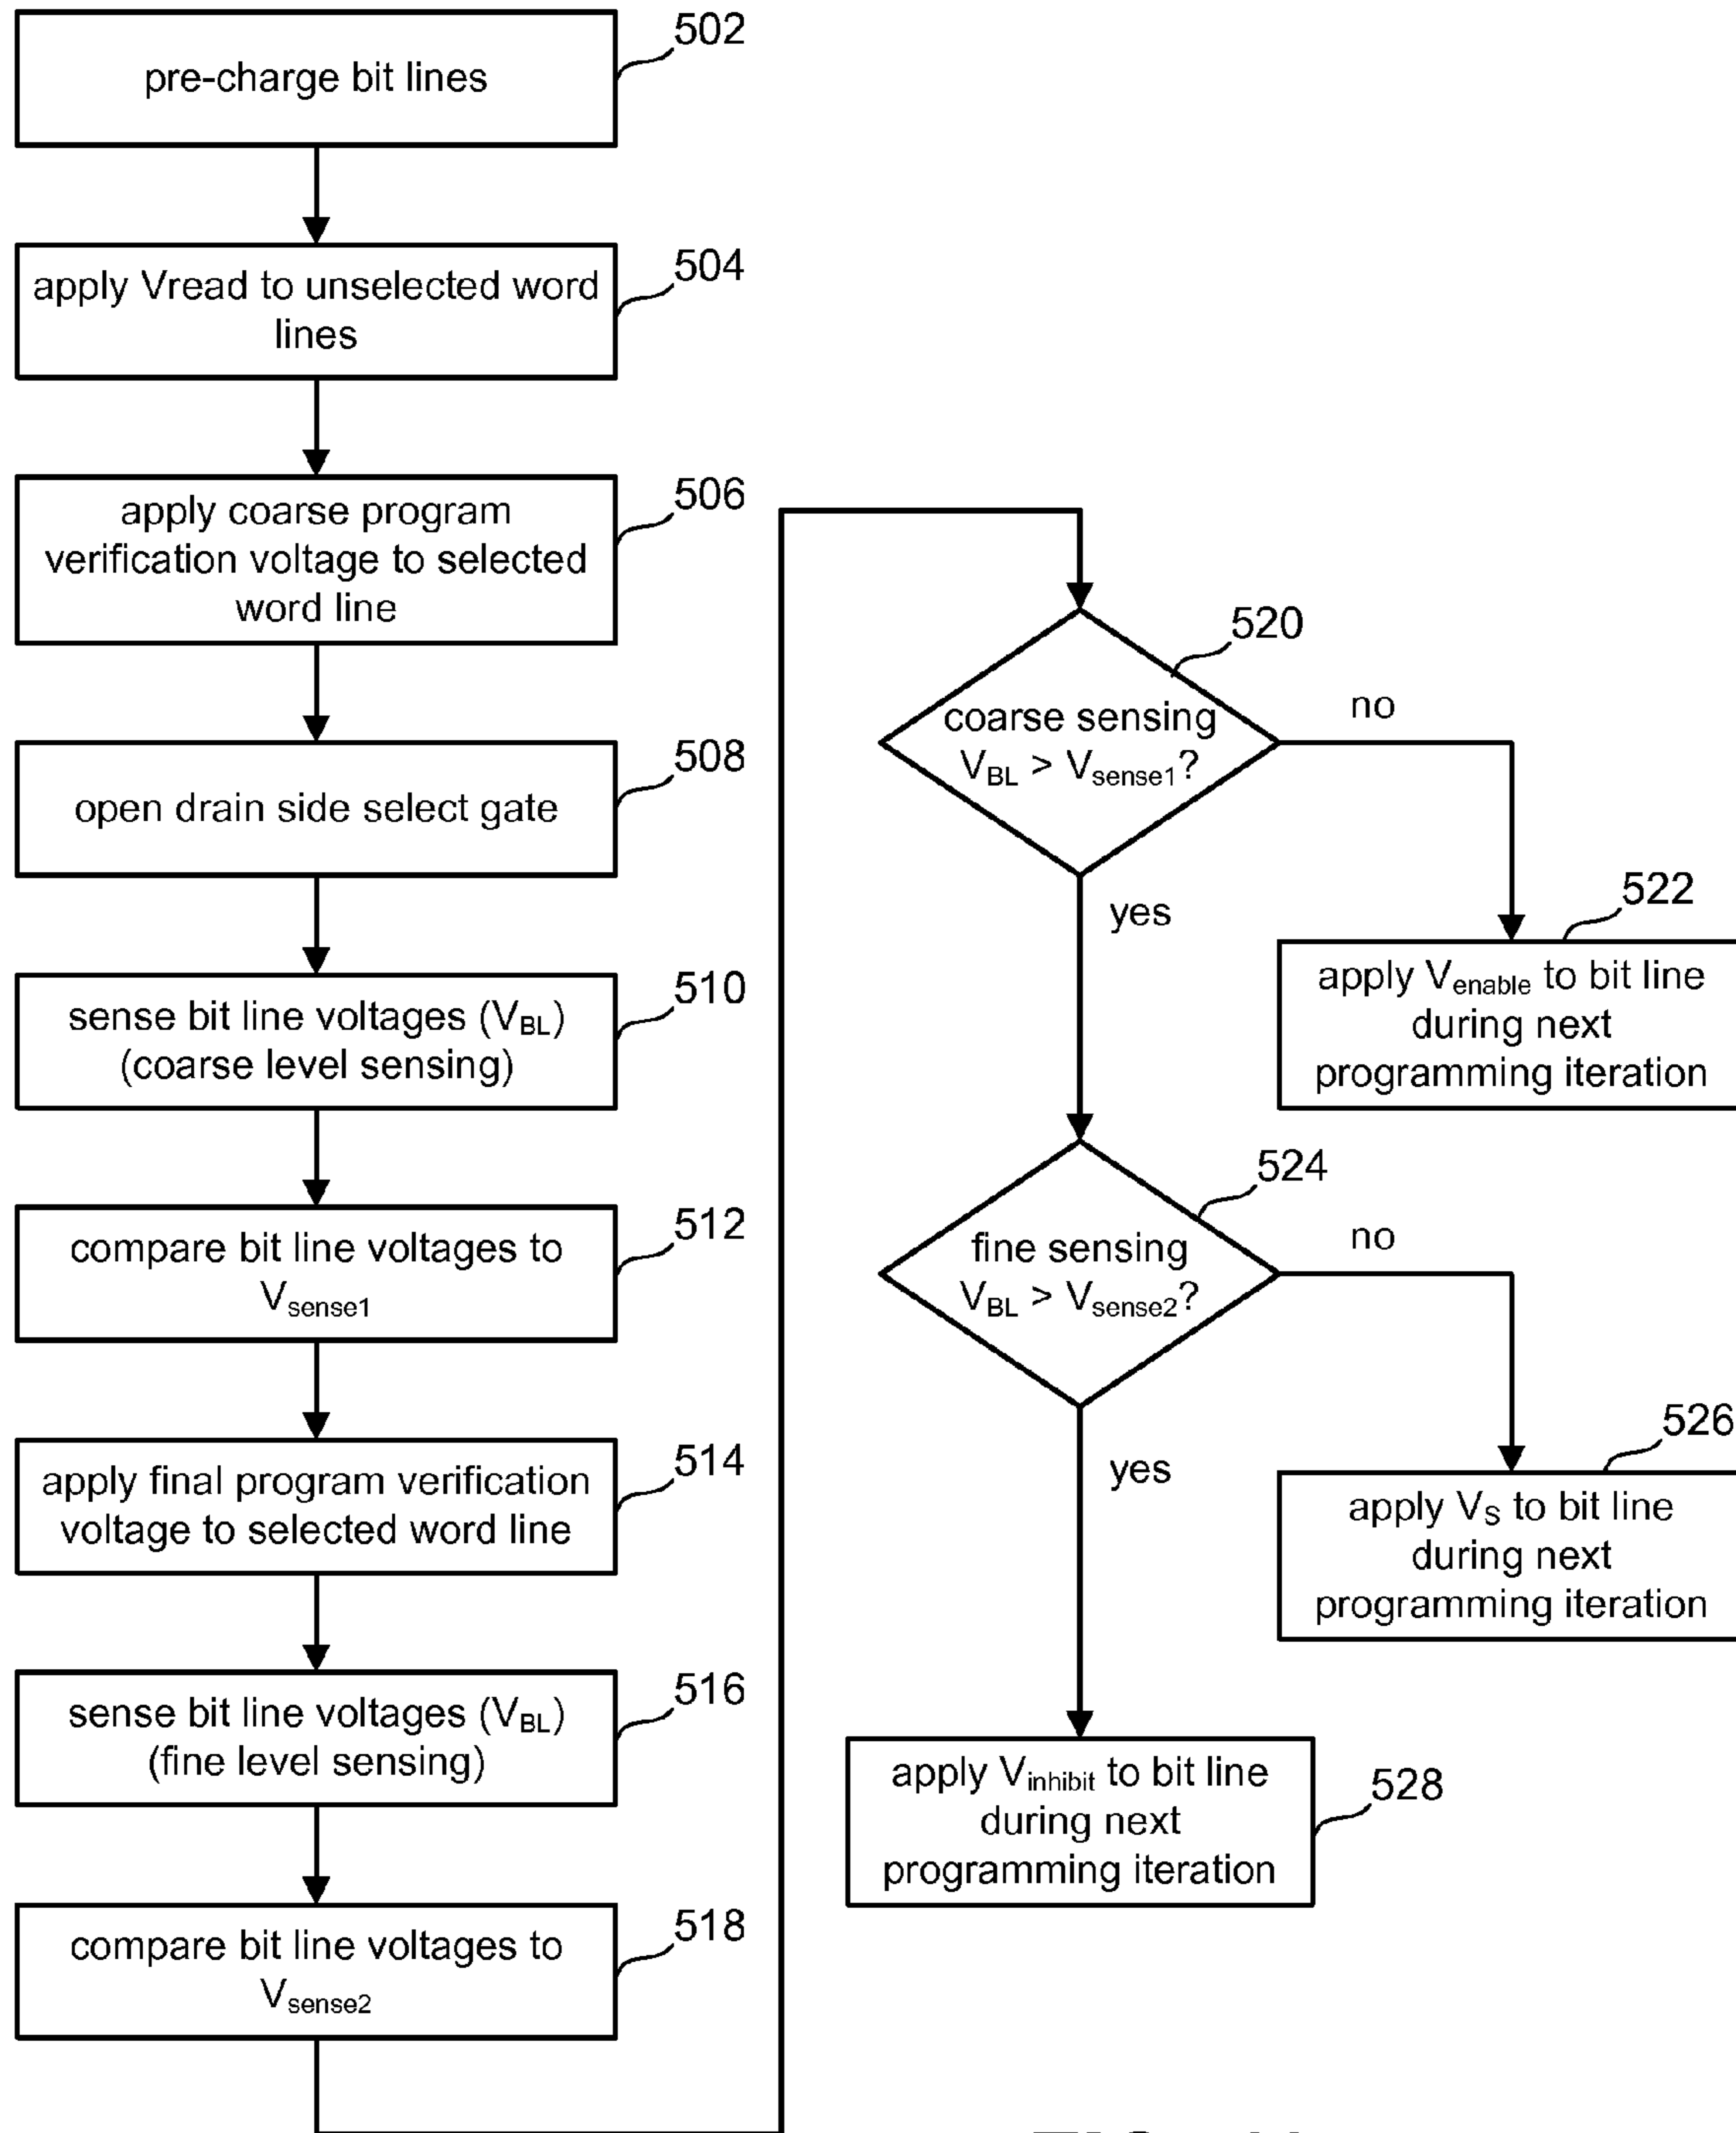 502
pre-charge bit lines
504
apply Vread to unselected word
lines
506
apply coarse program
verification voltage to selected
word line
508
open drain side select gate
510
sense bit line voltages (VBL)
(coarse level sensing)
512
compare bit line voltages to
Vsense1
514
apply final program verification
voltage to selected word line
516
sense bit line voltages (VBL)
(fine level sensing)
518
compare bit line voltages to
Vsense2
520
coarse sensing
VBL > Vsense1?
no
yes
522
apply Venable to bit line
during next
programming iteration
524
fine sensing
VBL > Vsense2?
no
yes
526
apply VS to bit line
during next
programming iteration
528
apply Vinhibit to bit line
during next
programming iteration